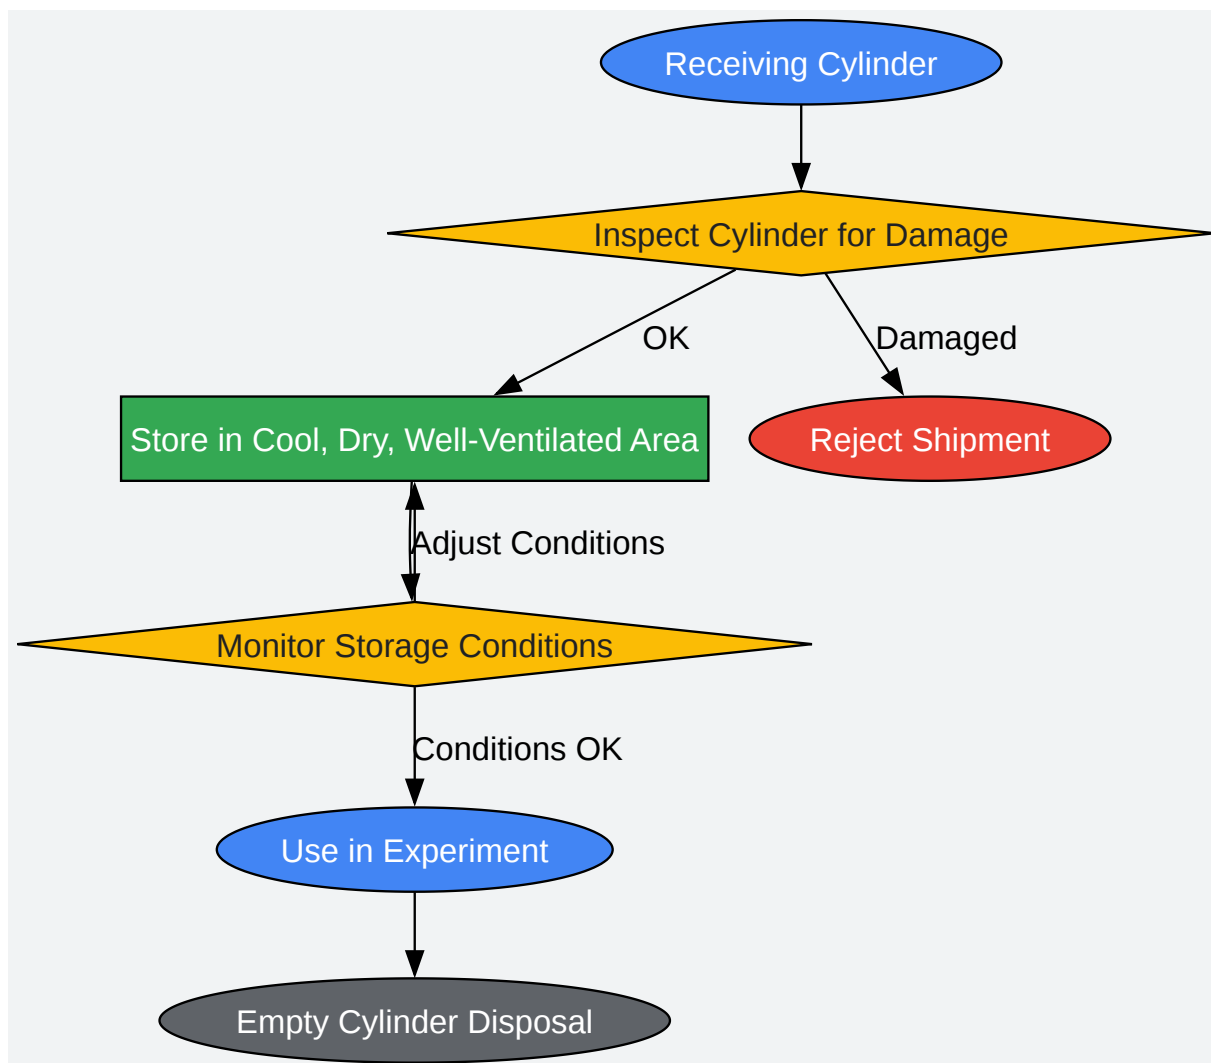 Receiving Cylinder
Inspect Cylinder for Damage
OK
Damaged
Store in Cool, Dry, Well-Ventilated Area
Reject Shipment
Adjust Conditions
Monitor Storage Conditions
Conditions OK
Use in Experiment
Empty Cylinder Disposal